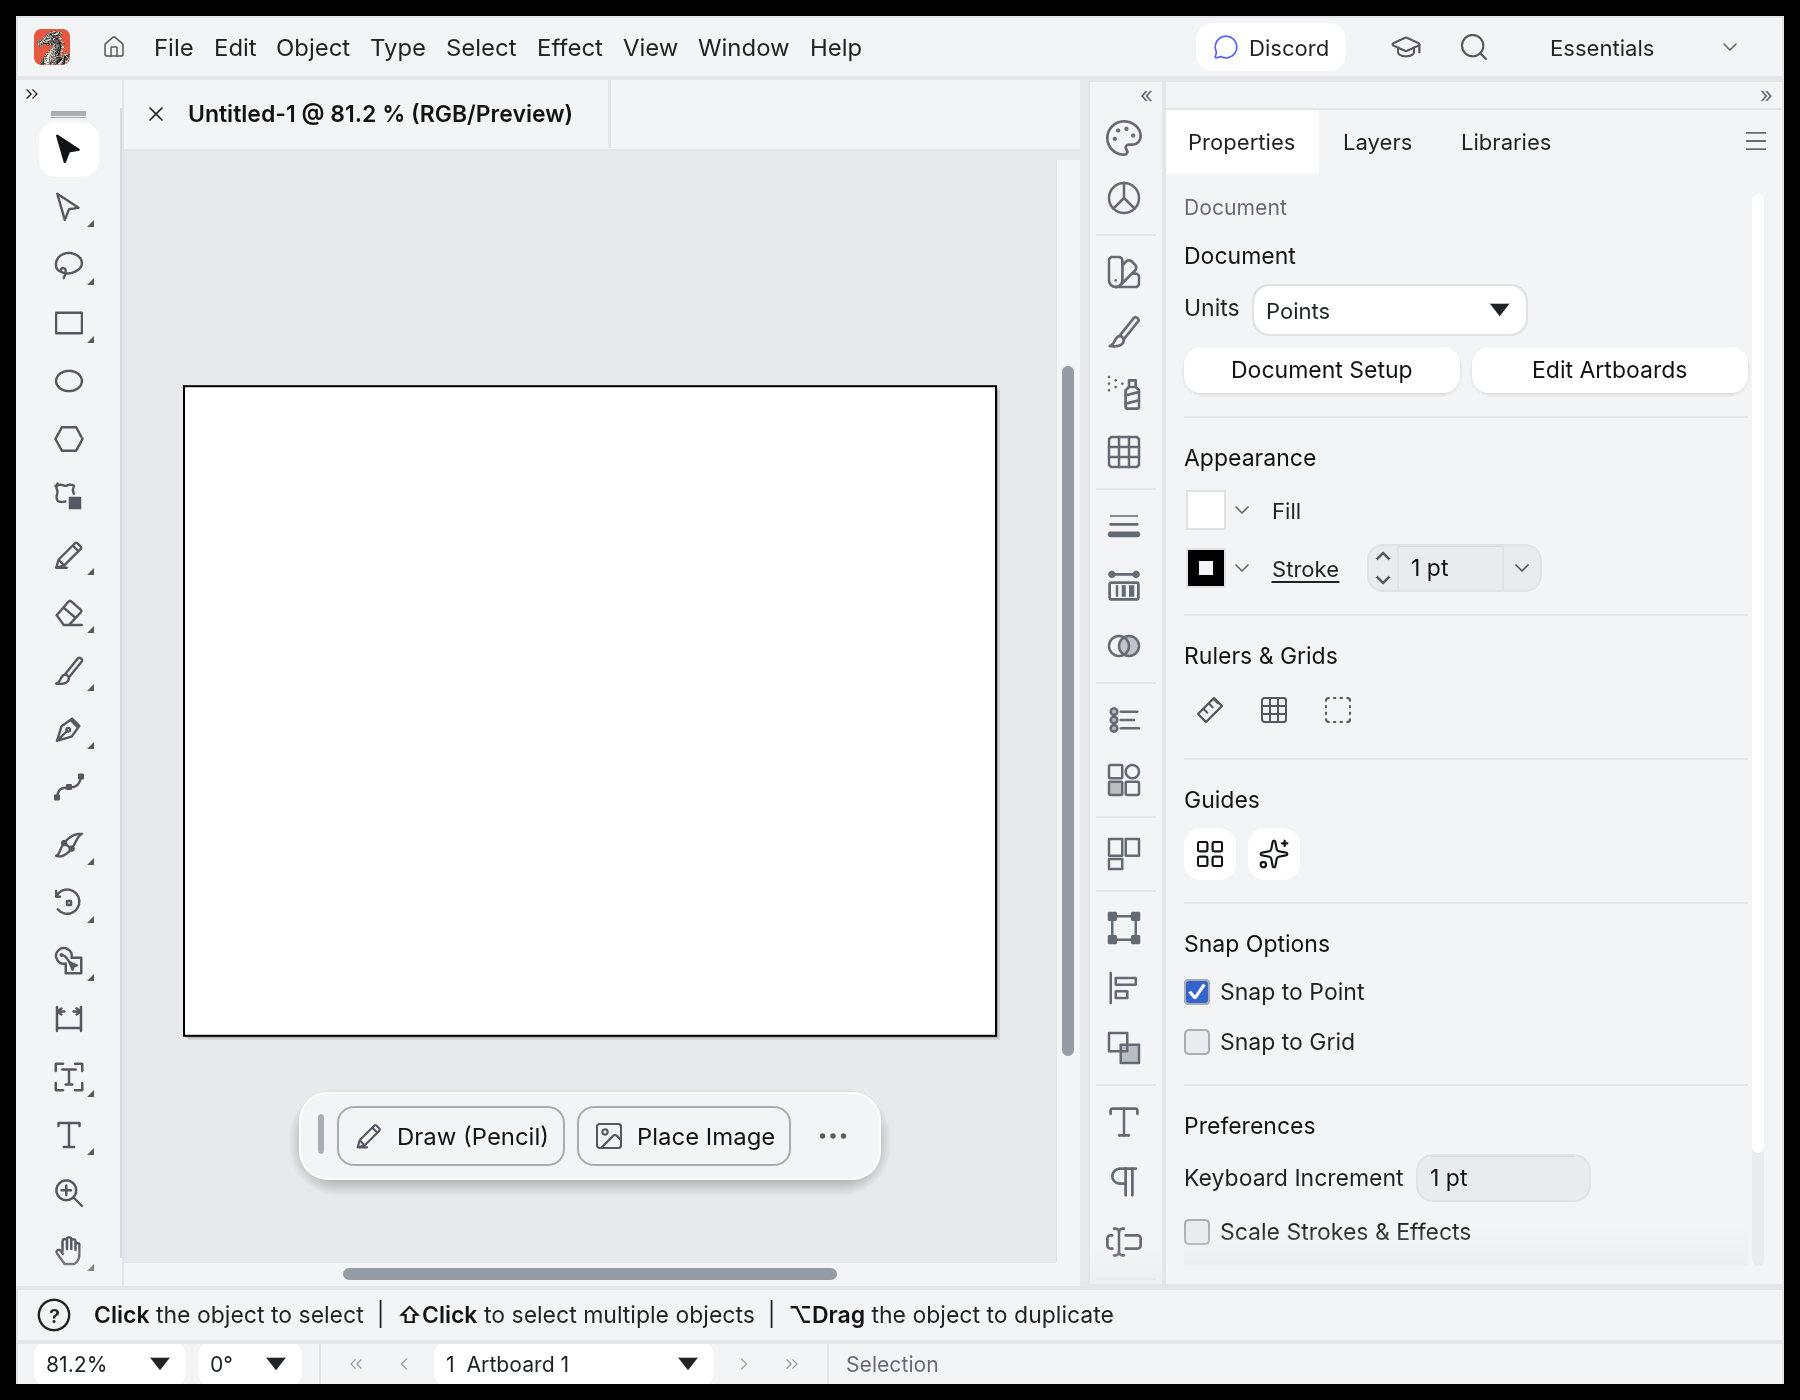 File Edit Object Type Select Effect View Window Help Discord Essentials
Untitled-1 @ 81.2 % (RGB/Preview)
Properties Layers Libraries
Document
Document
Units Points
Document Setup Edit Artboards
Appearance
Fill
Stroke 1 pt
Rulers & Grids
Guides
Snap Options
Snap to Point
Snap to Grid
Preferences
Keyboard Increment 1 pt
Scale Strokes & Effects
Draw (Pencil) Place Image
Click the object to select | ⇧Click to select multiple objects | ⌥Drag the object to duplicate
81.2% 0° 1 Artboard 1 Selection